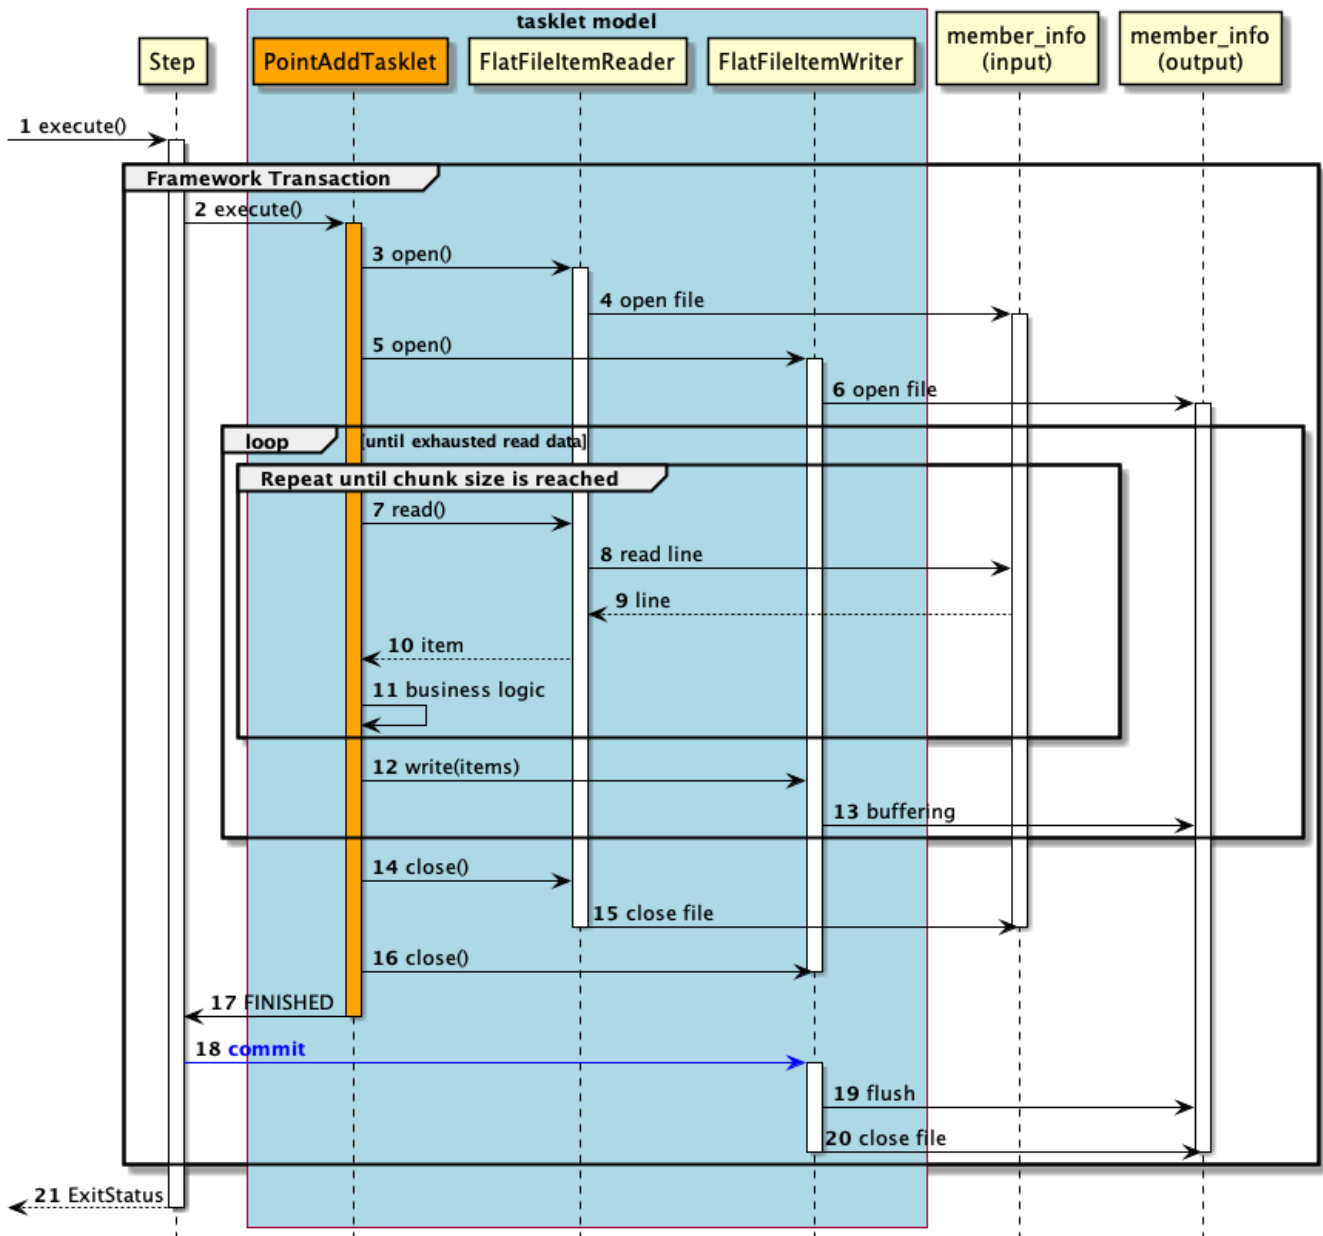 tasklet model
Step
PointAddTasklet
FlatFileItemReader
FlatFileItemWriter
member_info
(input)
member_info
(output)
1 execute()
Framework Transaction
2 execute()
3 open()
4 open file
5 open()
6 open file
loop
[until exhausted read data]
Repeat until chunk size is reached
7 read()
8 read line
9 line
10 item
11 business logic
12 write(items)
13 buffering
14 close()
15 close file
16 close()
17 FINISHED
18 commit
19 flush
20 close file
21 ExitStatus